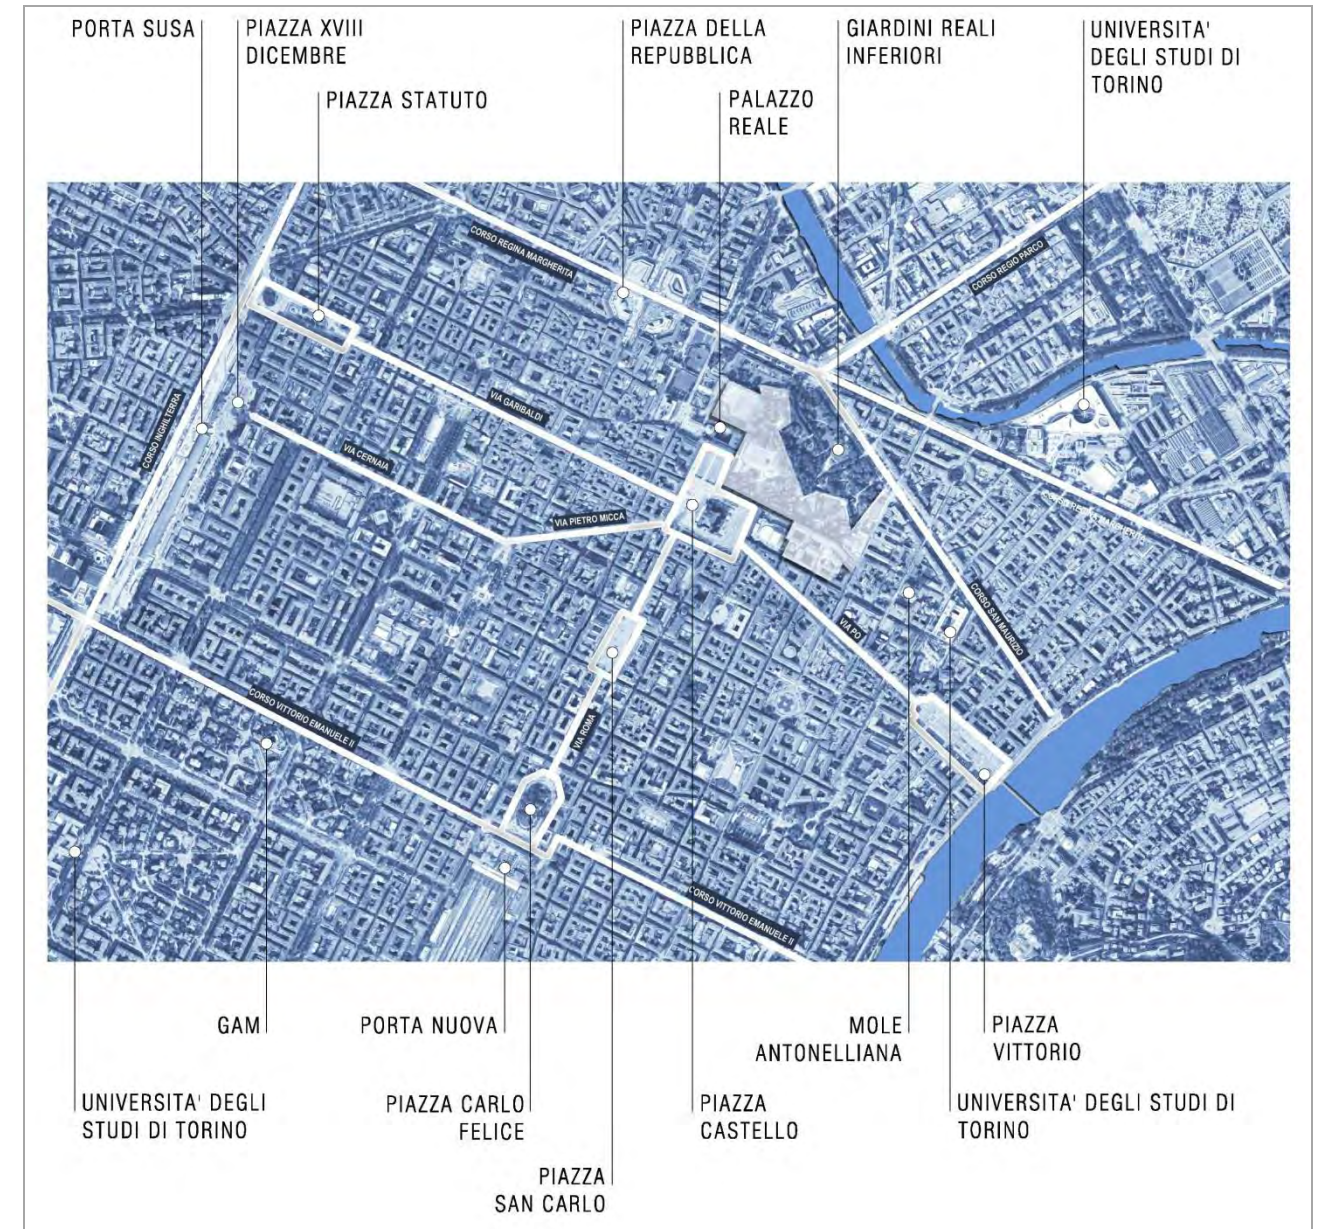 PORTA SUSA
PIAZZA XVIII
DICEMBRE
PIAZZA STATUTO
PIAZZA DELLA
REPUBBLICA
PALAZZO
REALE
GIARDINI REALI
INFERIORI
UNIVERSITA'
DEGLI STUDI DI
TORINO
CORSO REGINA MARGHERITA
CORSO REGIO PARCO
CORSO INGHILTERRA
VIA GARIBALDI
VIA CERNAIA
VIA PIETRO MICCA
CORSO REGINA MARGHERITA
CORSO SAN MAURIZIO
VIA PO
VIA ROMA
CORSO VITTORIO EMANUELE II
CORSO VITTORIO EMANUELE II
GAM
PORTA NUOVA
MOLE
ANTONELLIANA
PIAZZA
VITTORIO
UNIVERSITA' DEGLI
STUDI DI TORINO
PIAZZA CARLO
FELICE
PIAZZA
CASTELLO
UNIVERSITA' DEGLI STUDI DI
TORINO
PIAZZA
SAN CARLO